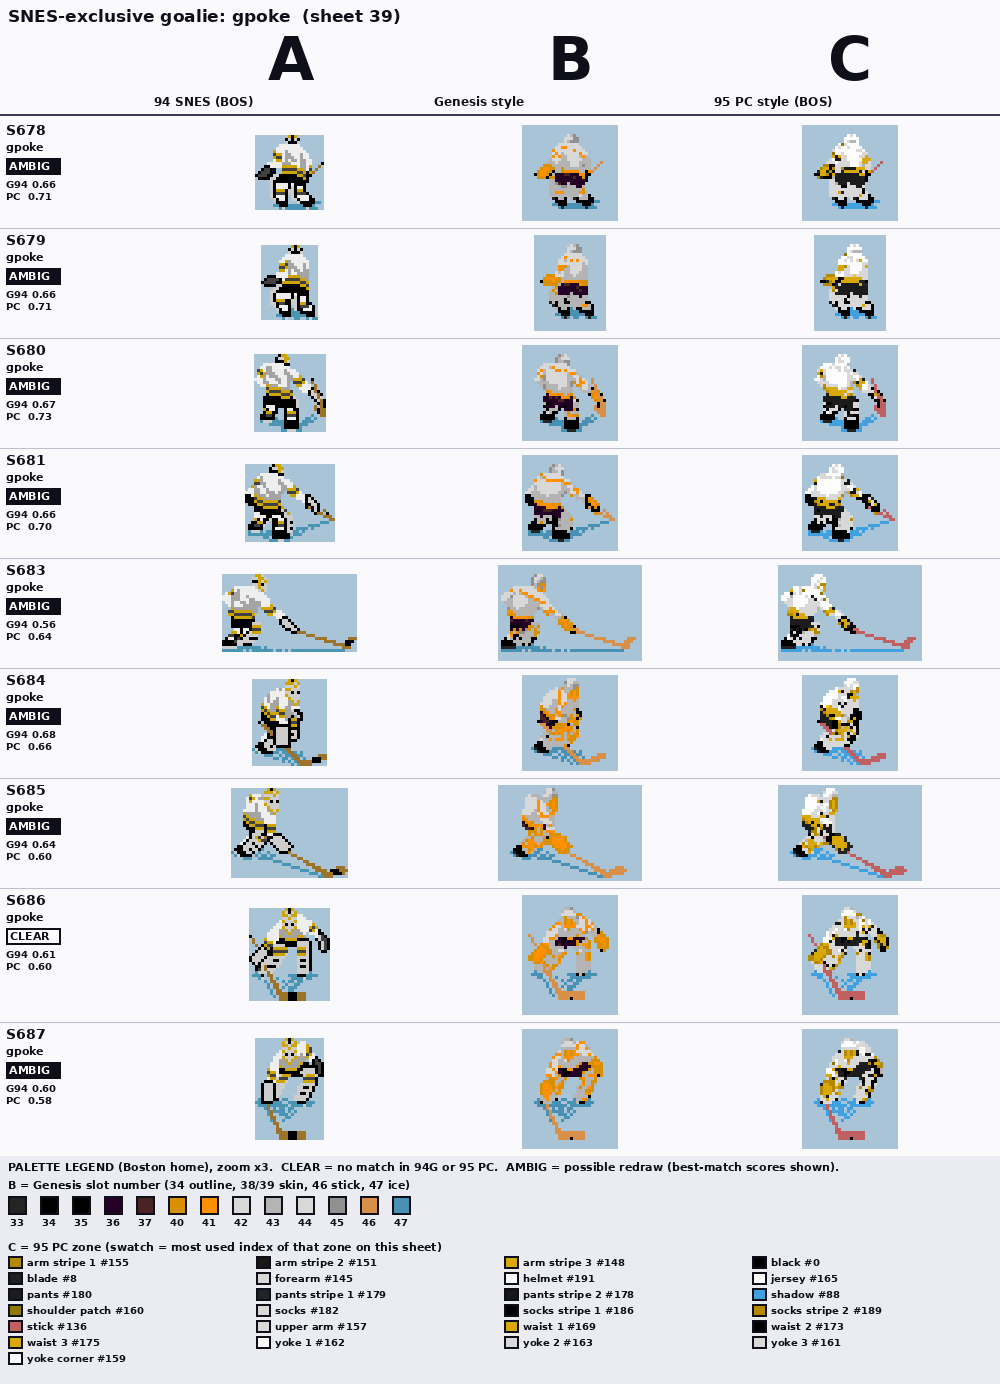 SNES-exclusive goalie: gpoke  (sheet 39)
A B C
94 SNES (BOS) Genesis style 95 PC style (BOS)
S678
gpoke
AMBIG
G94 0.66
PC 0.71
S679
gpoke
AMBIG
G94 0.66
PC 0.71
S680
gpoke
AMBIG
G94 0.67
PC 0.73
S681
gpoke
AMBIG
G94 0.66
PC 0.70
S683
gpoke
AMBIG
G94 0.56
PC 0.64
S684
gpoke
AMBIG
G94 0.68
PC 0.66
S685
gpoke
AMBIG
G94 0.64
PC 0.60
S686
gpoke
CLEAR
G94 0.61
PC 0.60
S687
gpoke
AMBIG
G94 0.60
PC 0.58
PALETTE LEGEND (Boston home), zoom x3.  CLEAR = no match in 94G or 95 PC.  AMBIG = possible redraw (best-match scores shown).
B = Genesis slot number (34 outline, 38/39 skin, 46 stick, 47 ice)
33 34 35 36 37 40 41 42 43 44 45 46 47
C = 95 PC zone (swatch = most used index of that zone on this sheet)
arm stripe 1 #155 arm stripe 2 #151 arm stripe 3 #148 black #0
blade #8 forearm #145 helmet #191 jersey #165
pants #180 pants stripe 1 #179 pants stripe 2 #178 shadow #88
shoulder patch #160 socks #182 socks stripe 1 #186 socks stripe 2 #189
stick #136 upper arm #157 waist 1 #169 waist 2 #173
waist 3 #175 yoke 1 #162 yoke 2 #163 yoke 3 #161
yoke corner #159